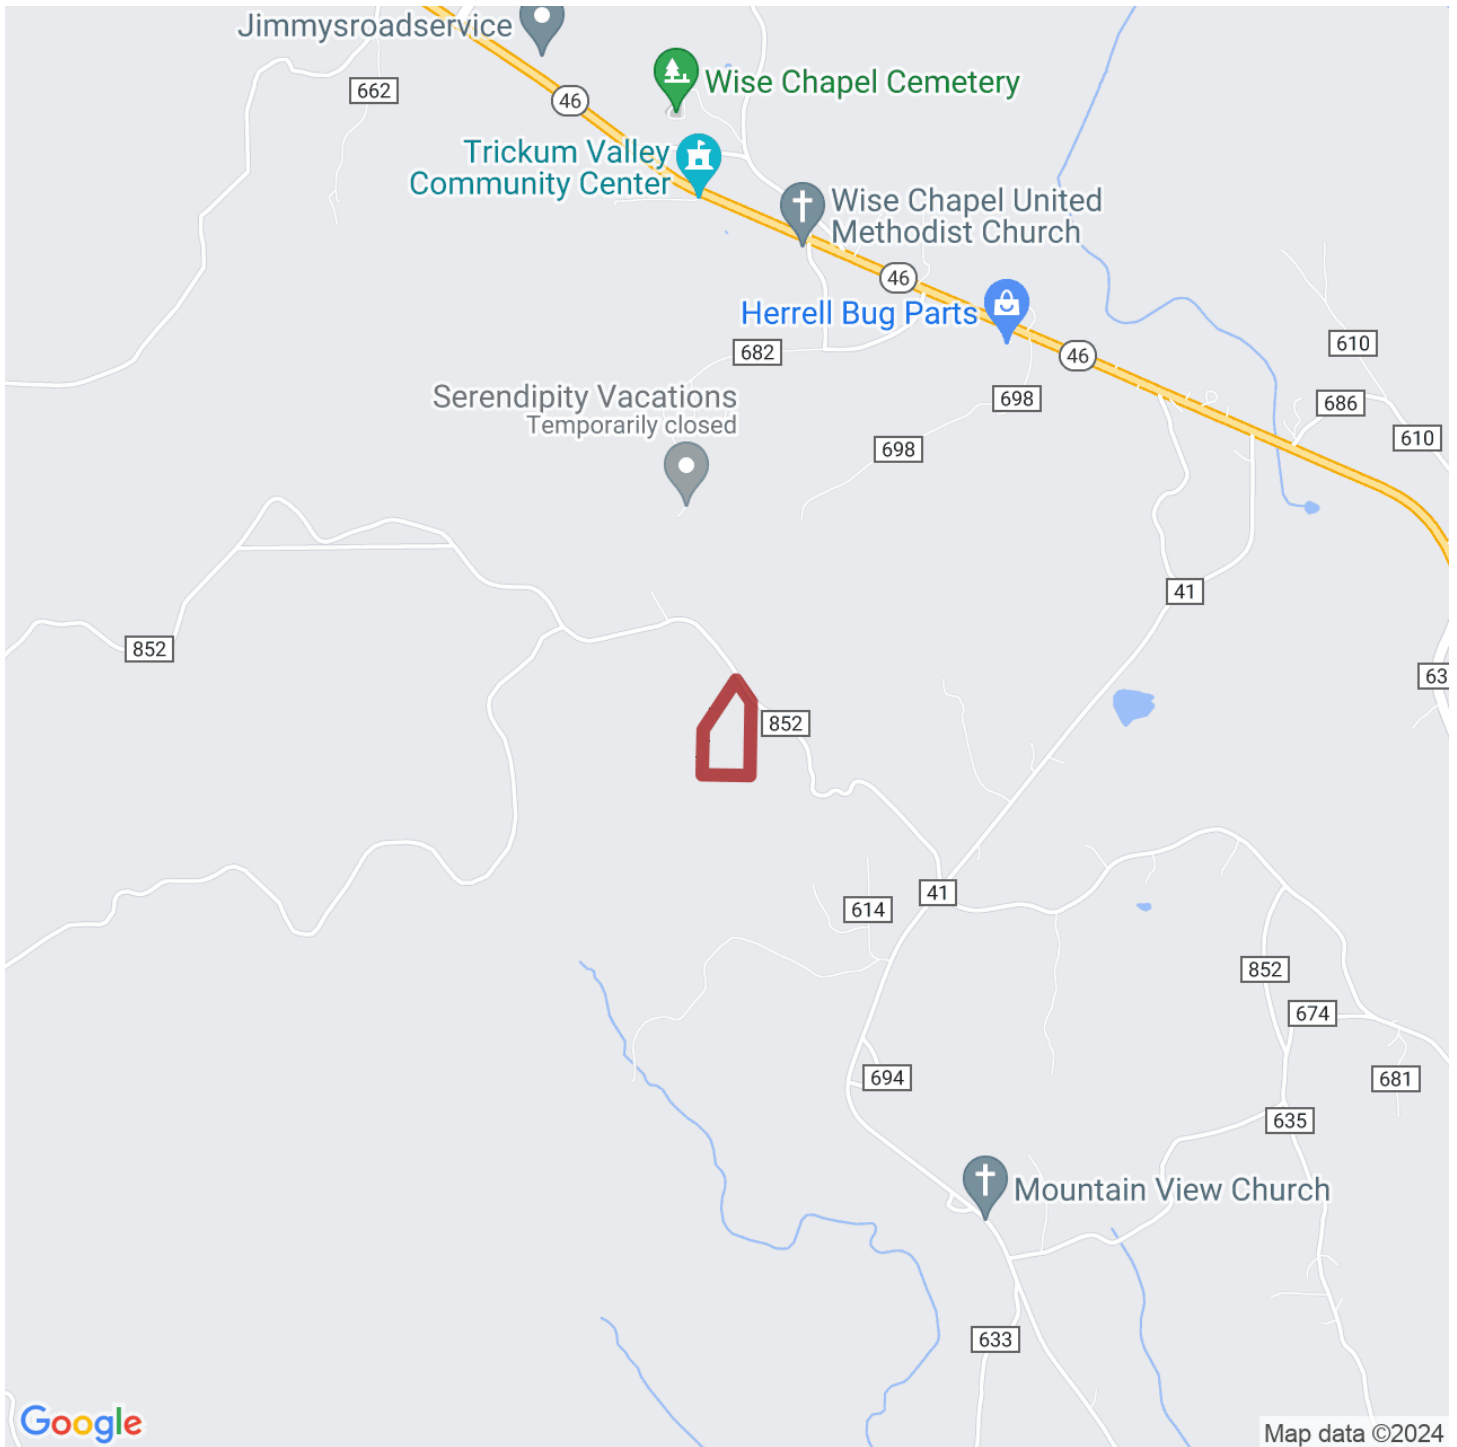 Jimmysroadservice
662
46
Wise Chapel Cemetery
Trickum Valley
Community Center
Wise Chapel United
Methodist Church
46
Herrell Bug Parts
682
46
610
Serendipity Vacations
Temporarily closed
698
686
698
610
41
852
63
852
41
614
852
674
694
681
635
Mountain View Church
633
Google
Map data ©2024